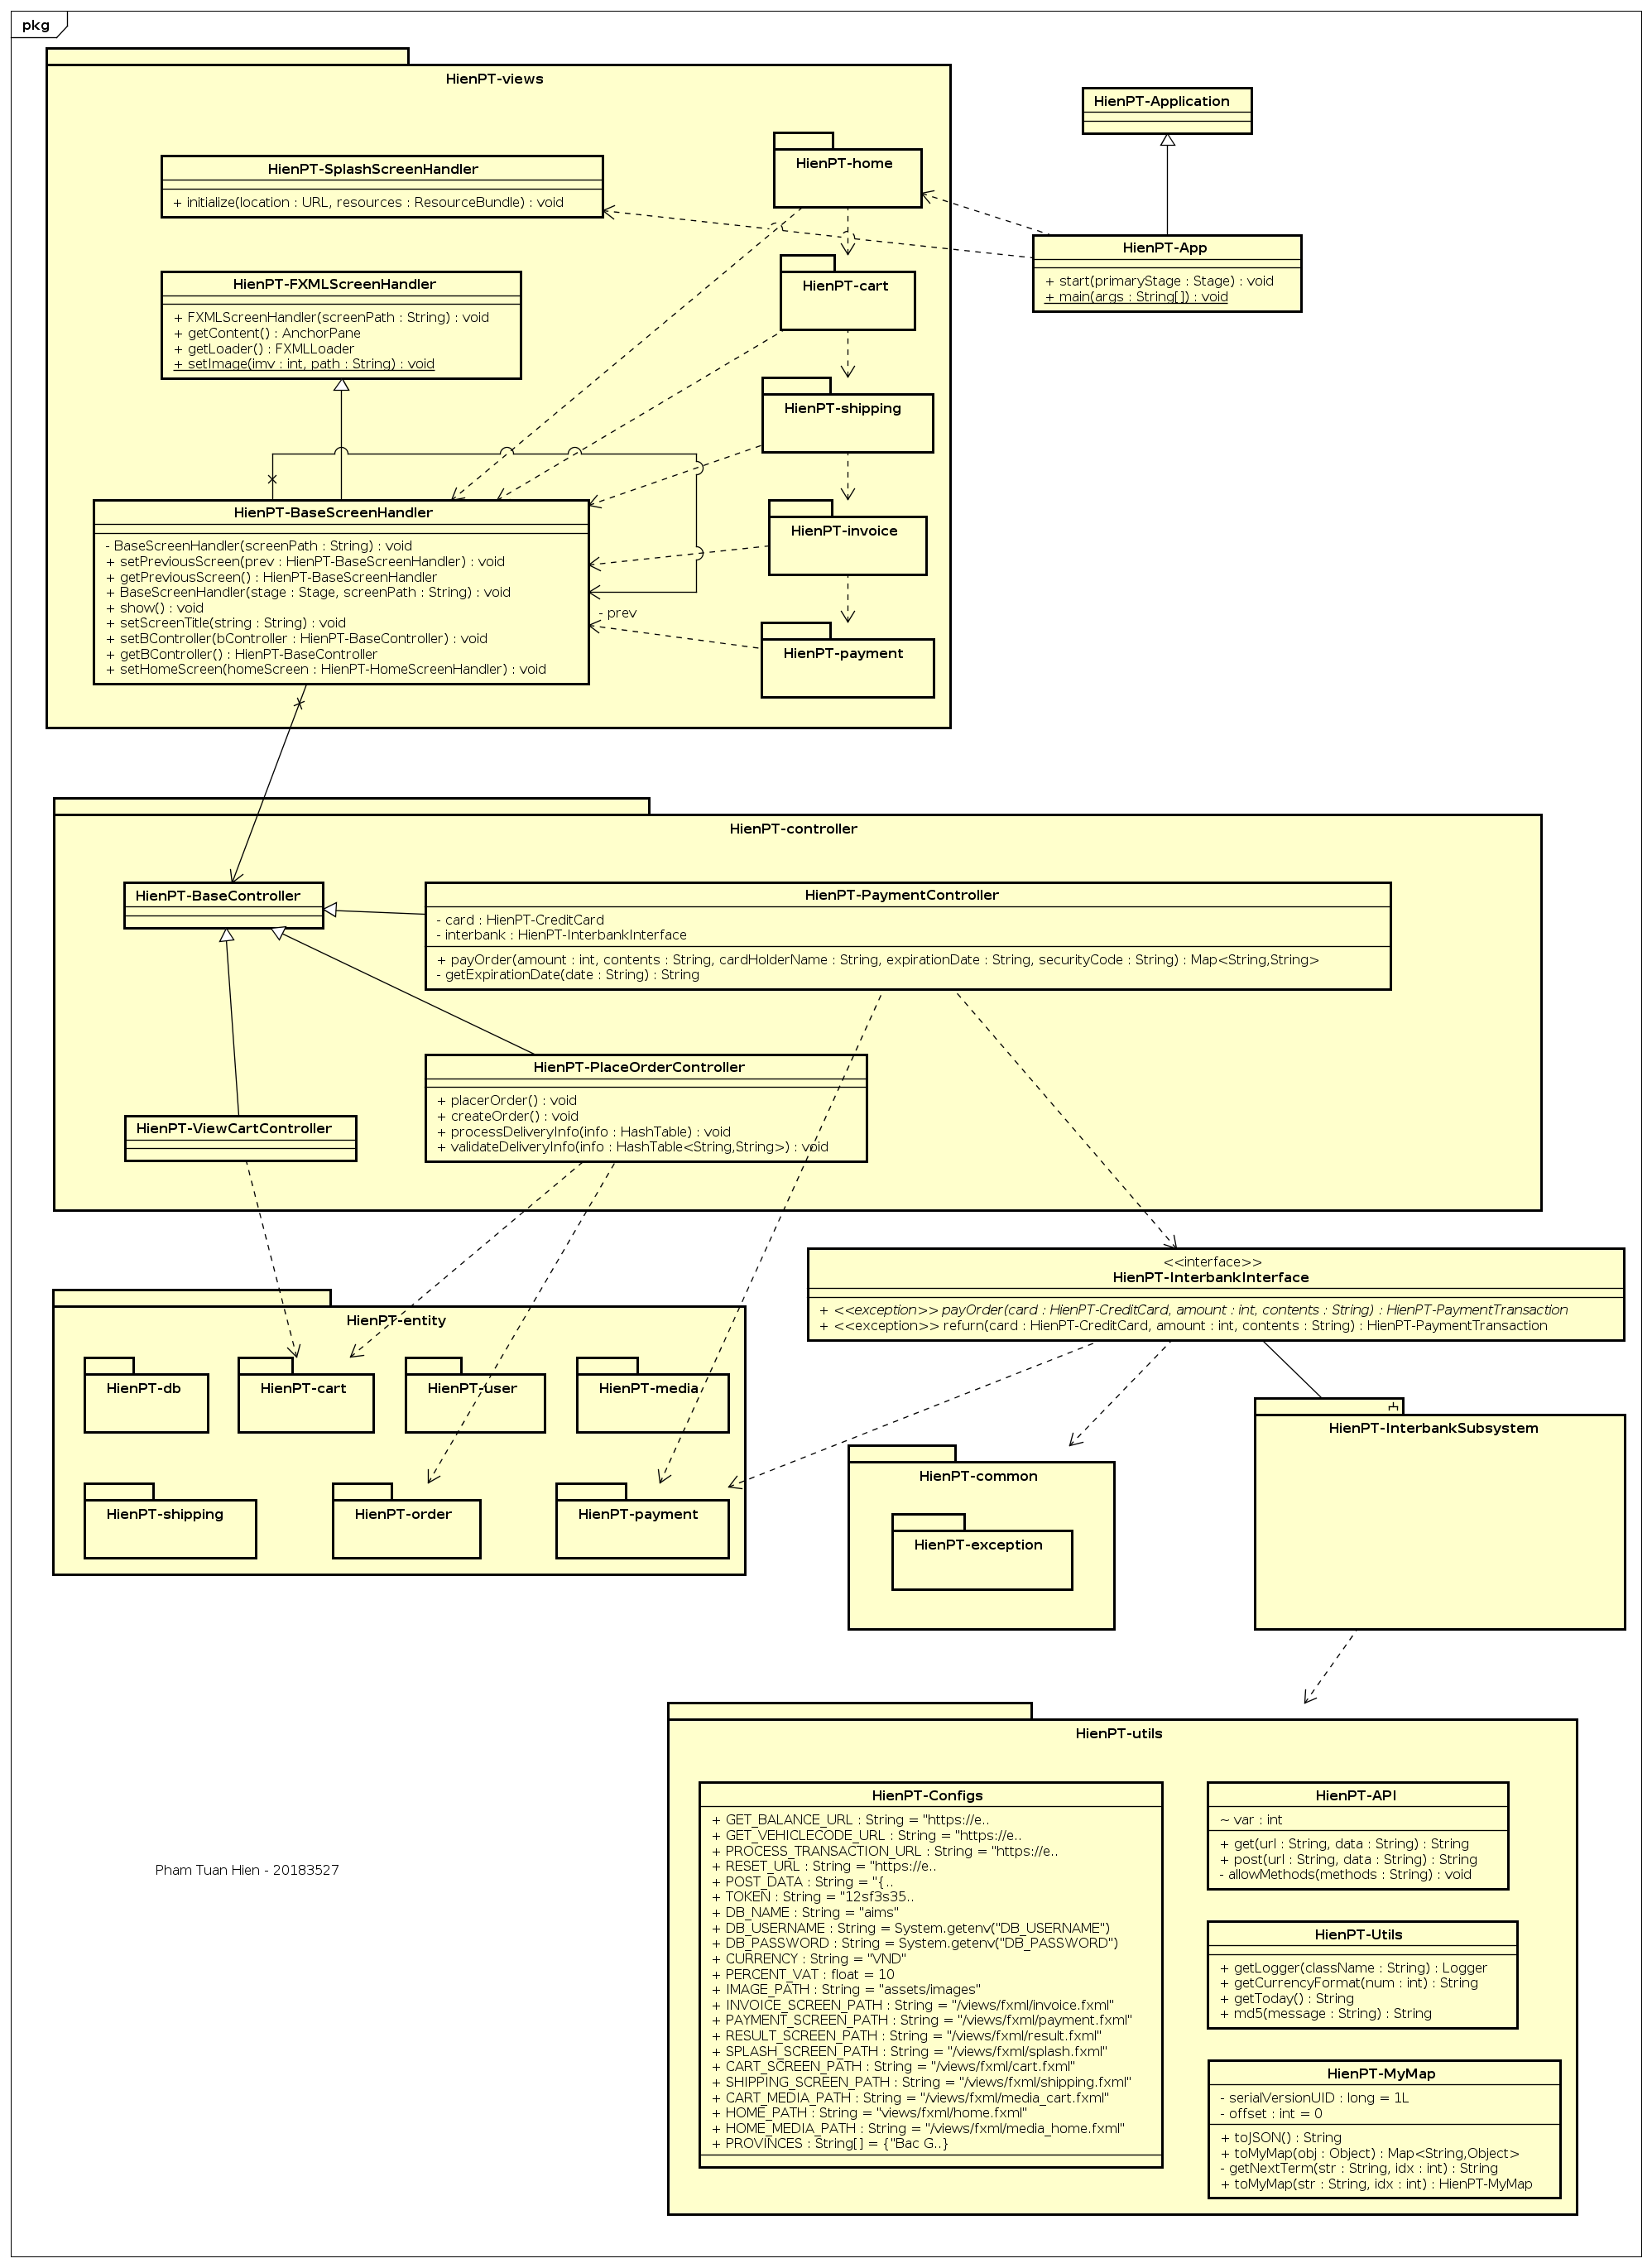 pkg
HienPT-views
HienPT-Application
HienPT-home
HienPT-SplashScreenHandler
+ initialize(location : URL, resources : ResourceBundle) : void
HienPT-App
+ start(primaryStage : Stage) : void
+ main(args : String[]) : void
HienPT-cart
HienPT-FXMLScreenHandler
+ FXMLScreenHandler(screenPath : String) : void
+ getContent() : AnchorPane
+ getLoader() : FXMLLoader
+ setImage(imv : int, path : String) : void
HienPT-shipping
HienPT-BaseScreenHandler
- BaseScreenHandler(screenPath : String) : void
+ setPreviousScreen(prev : HienPT-BaseScreenHandler) : void
+ getPreviousScreen() : HienPT-BaseScreenHandler
+ BaseScreenHandler(stage : Stage, screenPath : String) : void
+ show() : void
+ setScreenTitle(string : String) : void
+ setBController(bController : HienPT-BaseController) : void
+ getBController() : HienPT-BaseController
+ setHomeScreen(homeScreen : HienPT-HomeScreenHandler) : void
HienPT-invoice
- prev
HienPT-payment
HienPT-controller
HienPT-BaseController
HienPT-PaymentController
- card : HienPT-CreditCard
- interbank : HienPT-InterbankInterface
+ payOrder(amount : int, contents : String, cardHolderName : String, expirationDate : String, securityCode : String) : Map<String,String>
- getExpirationDate(date : String) : String
HienPT-PlaceOrderController
+ placerOrder() : void
+ createOrder() : void
+ processDeliveryInfo(info : HashTable) : void
+ validateDeliveryInfo(info : HashTable<String,String>) : void
HienPT-ViewCartController
<<interface>>
HienPT-InterbankInterface
+ <<exception>> payOrder(card : HienPT-CreditCard, amount : int, contents : String) : HienPT-PaymentTransaction
+ <<exception>> refurn(card : HienPT-CreditCard, amount : int, contents : String) : HienPT-PaymentTransaction
HienPT-entity
HienPT-db
HienPT-cart
HienPT-user
HienPT-media
HienPT-shipping
HienPT-order
HienPT-payment
HienPT-common
HienPT-exception
HienPT-InterbankSubsystem
HienPT-utils
HienPT-Configs
+ GET_BALANCE_URL : String = "https://e..
+ GET_VEHICLECODE_URL : String = "https://e..
+ PROCESS_TRANSACTION_URL : String = "https://e..
+ RESET_URL : String = "https://e..
+ POST_DATA : String = "{..
+ TOKEN : String = "12sf3s35..
+ DB_NAME : String = "aims"
+ DB_USERNAME : String = System.getenv("DB_USERNAME")
+ DB_PASSWORD : String = System.getenv("DB_PASSWORD")
+ CURRENCY : String = "VND"
+ PERCENT_VAT : float = 10
+ IMAGE_PATH : String = "assets/images"
+ INVOICE_SCREEN_PATH : String = "/views/fxml/invoice.fxml"
+ PAYMENT_SCREEN_PATH : String = "/views/fxml/payment.fxml"
+ RESULT_SCREEN_PATH : String = "/views/fxml/result.fxml"
+ SPLASH_SCREEN_PATH : String = "/views/fxml/splash.fxml"
+ CART_SCREEN_PATH : String = "/views/fxml/cart.fxml"
+ SHIPPING_SCREEN_PATH : String = "/views/fxml/shipping.fxml"
+ CART_MEDIA_PATH : String = "/views/fxml/media_cart.fxml"
+ HOME_PATH : String = "views/fxml/home.fxml"
+ HOME_MEDIA_PATH : String = "/views/fxml/media_home.fxml"
+ PROVINCES : String[] = {"Bac G..}
HienPT-API
~ var : int
+ get(url : String, data : String) : String
+ post(url : String, data : String) : String
- allowMethods(methods : String) : void
HienPT-Utils
+ getLogger(className : String) : Logger
+ getCurrencyFormat(num : int) : String
+ getToday() : String
+ md5(message : String) : String
HienPT-MyMap
- serialVersionUID : long = 1L
- offset : int = 0
+ toJSON() : String
+ toMyMap(obj : Object) : Map<String,Object>
- getNextTerm(str : String, idx : int) : String
+ toMyMap(str : String, idx : int) : HienPT-MyMap
Pham Tuan Hien - 20183527